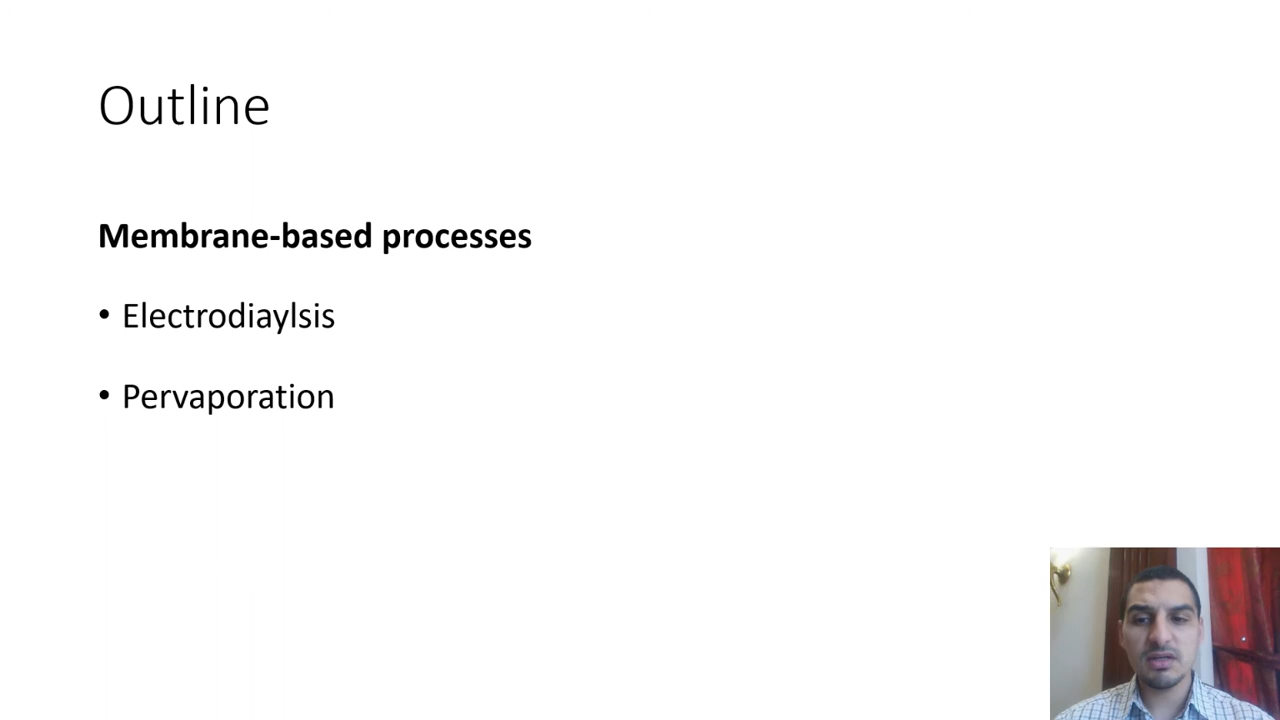 Outline
Membrane-based processes
• Electrodiaylsis
• Pervaporation